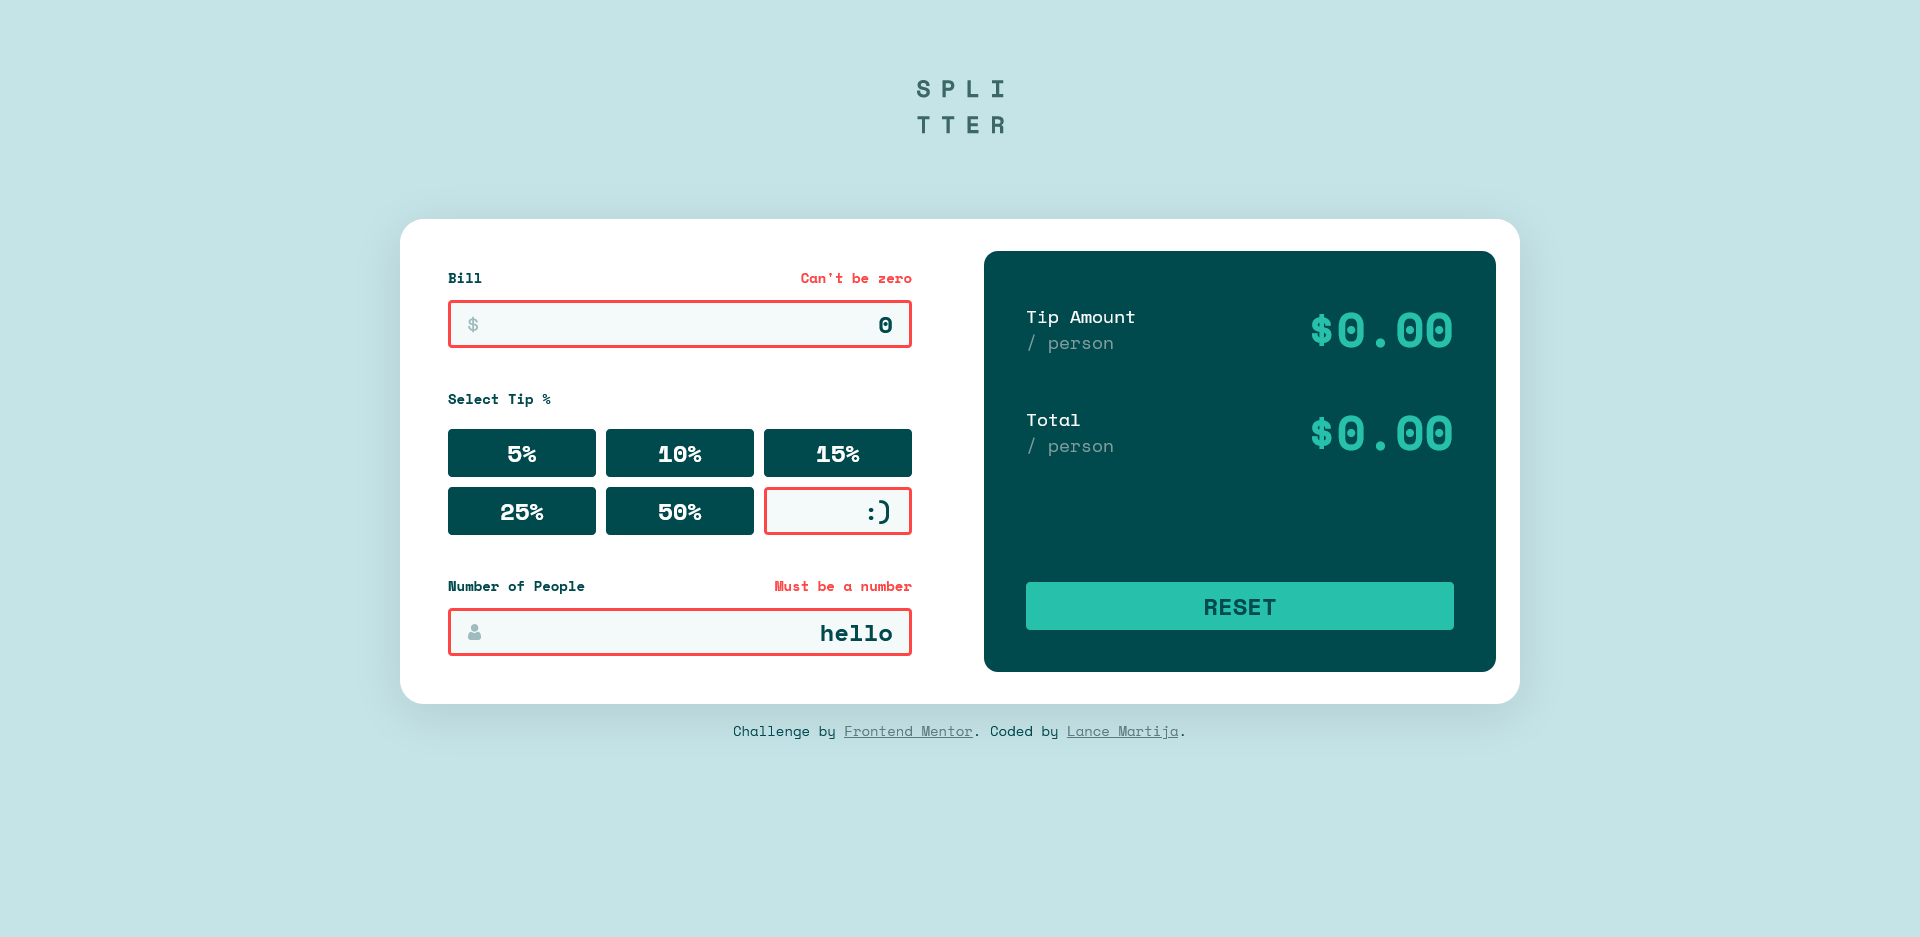 SPLI
TTER
Bill
Can't be zero
$
0
Select Tip %
5%
10%
15%
25%
50%
:)
Number of People
Must be a number
hello
Tip Amount
/ person
$0.00
Total
/ person
$0.00
RESET
Challenge by Frontend Mentor. Coded by Lance Martija.